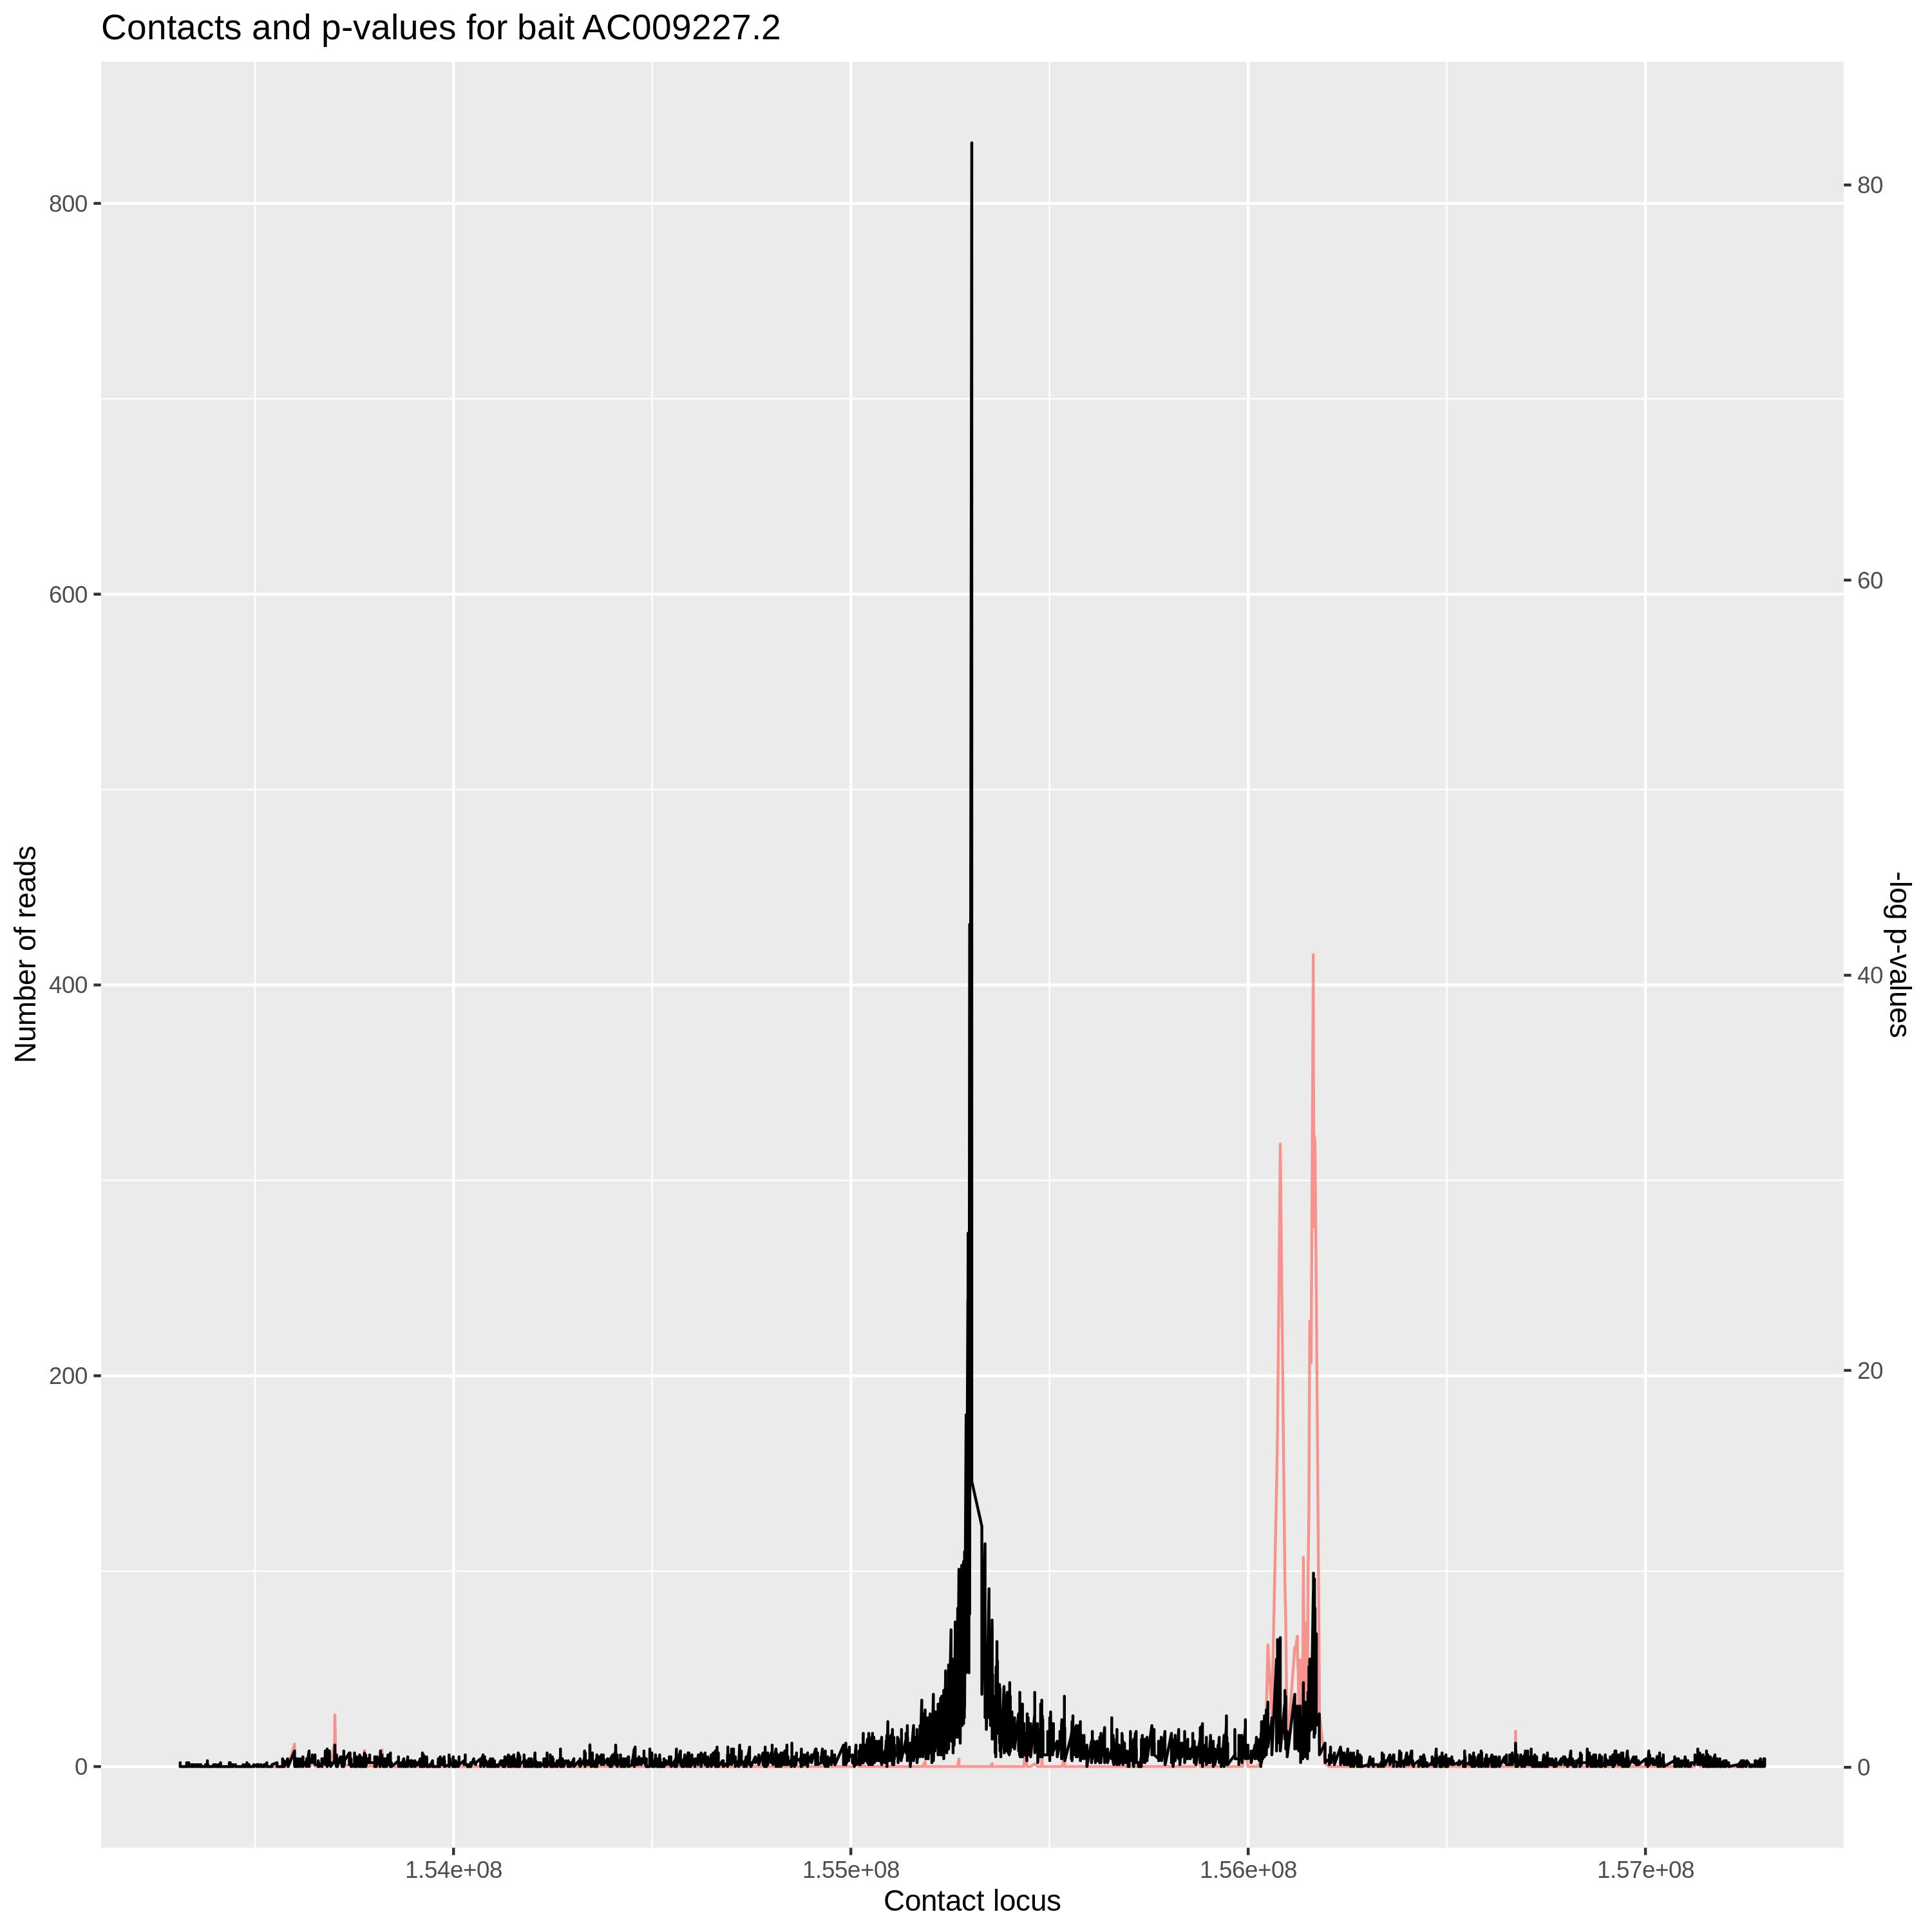 Contacts and p-values for bait AC009227.2
800
600
400
200
0
80
60
40
20
0
Number of reads
-log p-values
1.54e+08
1.55e+08
1.56e+08
1.57e+08
Contact locus